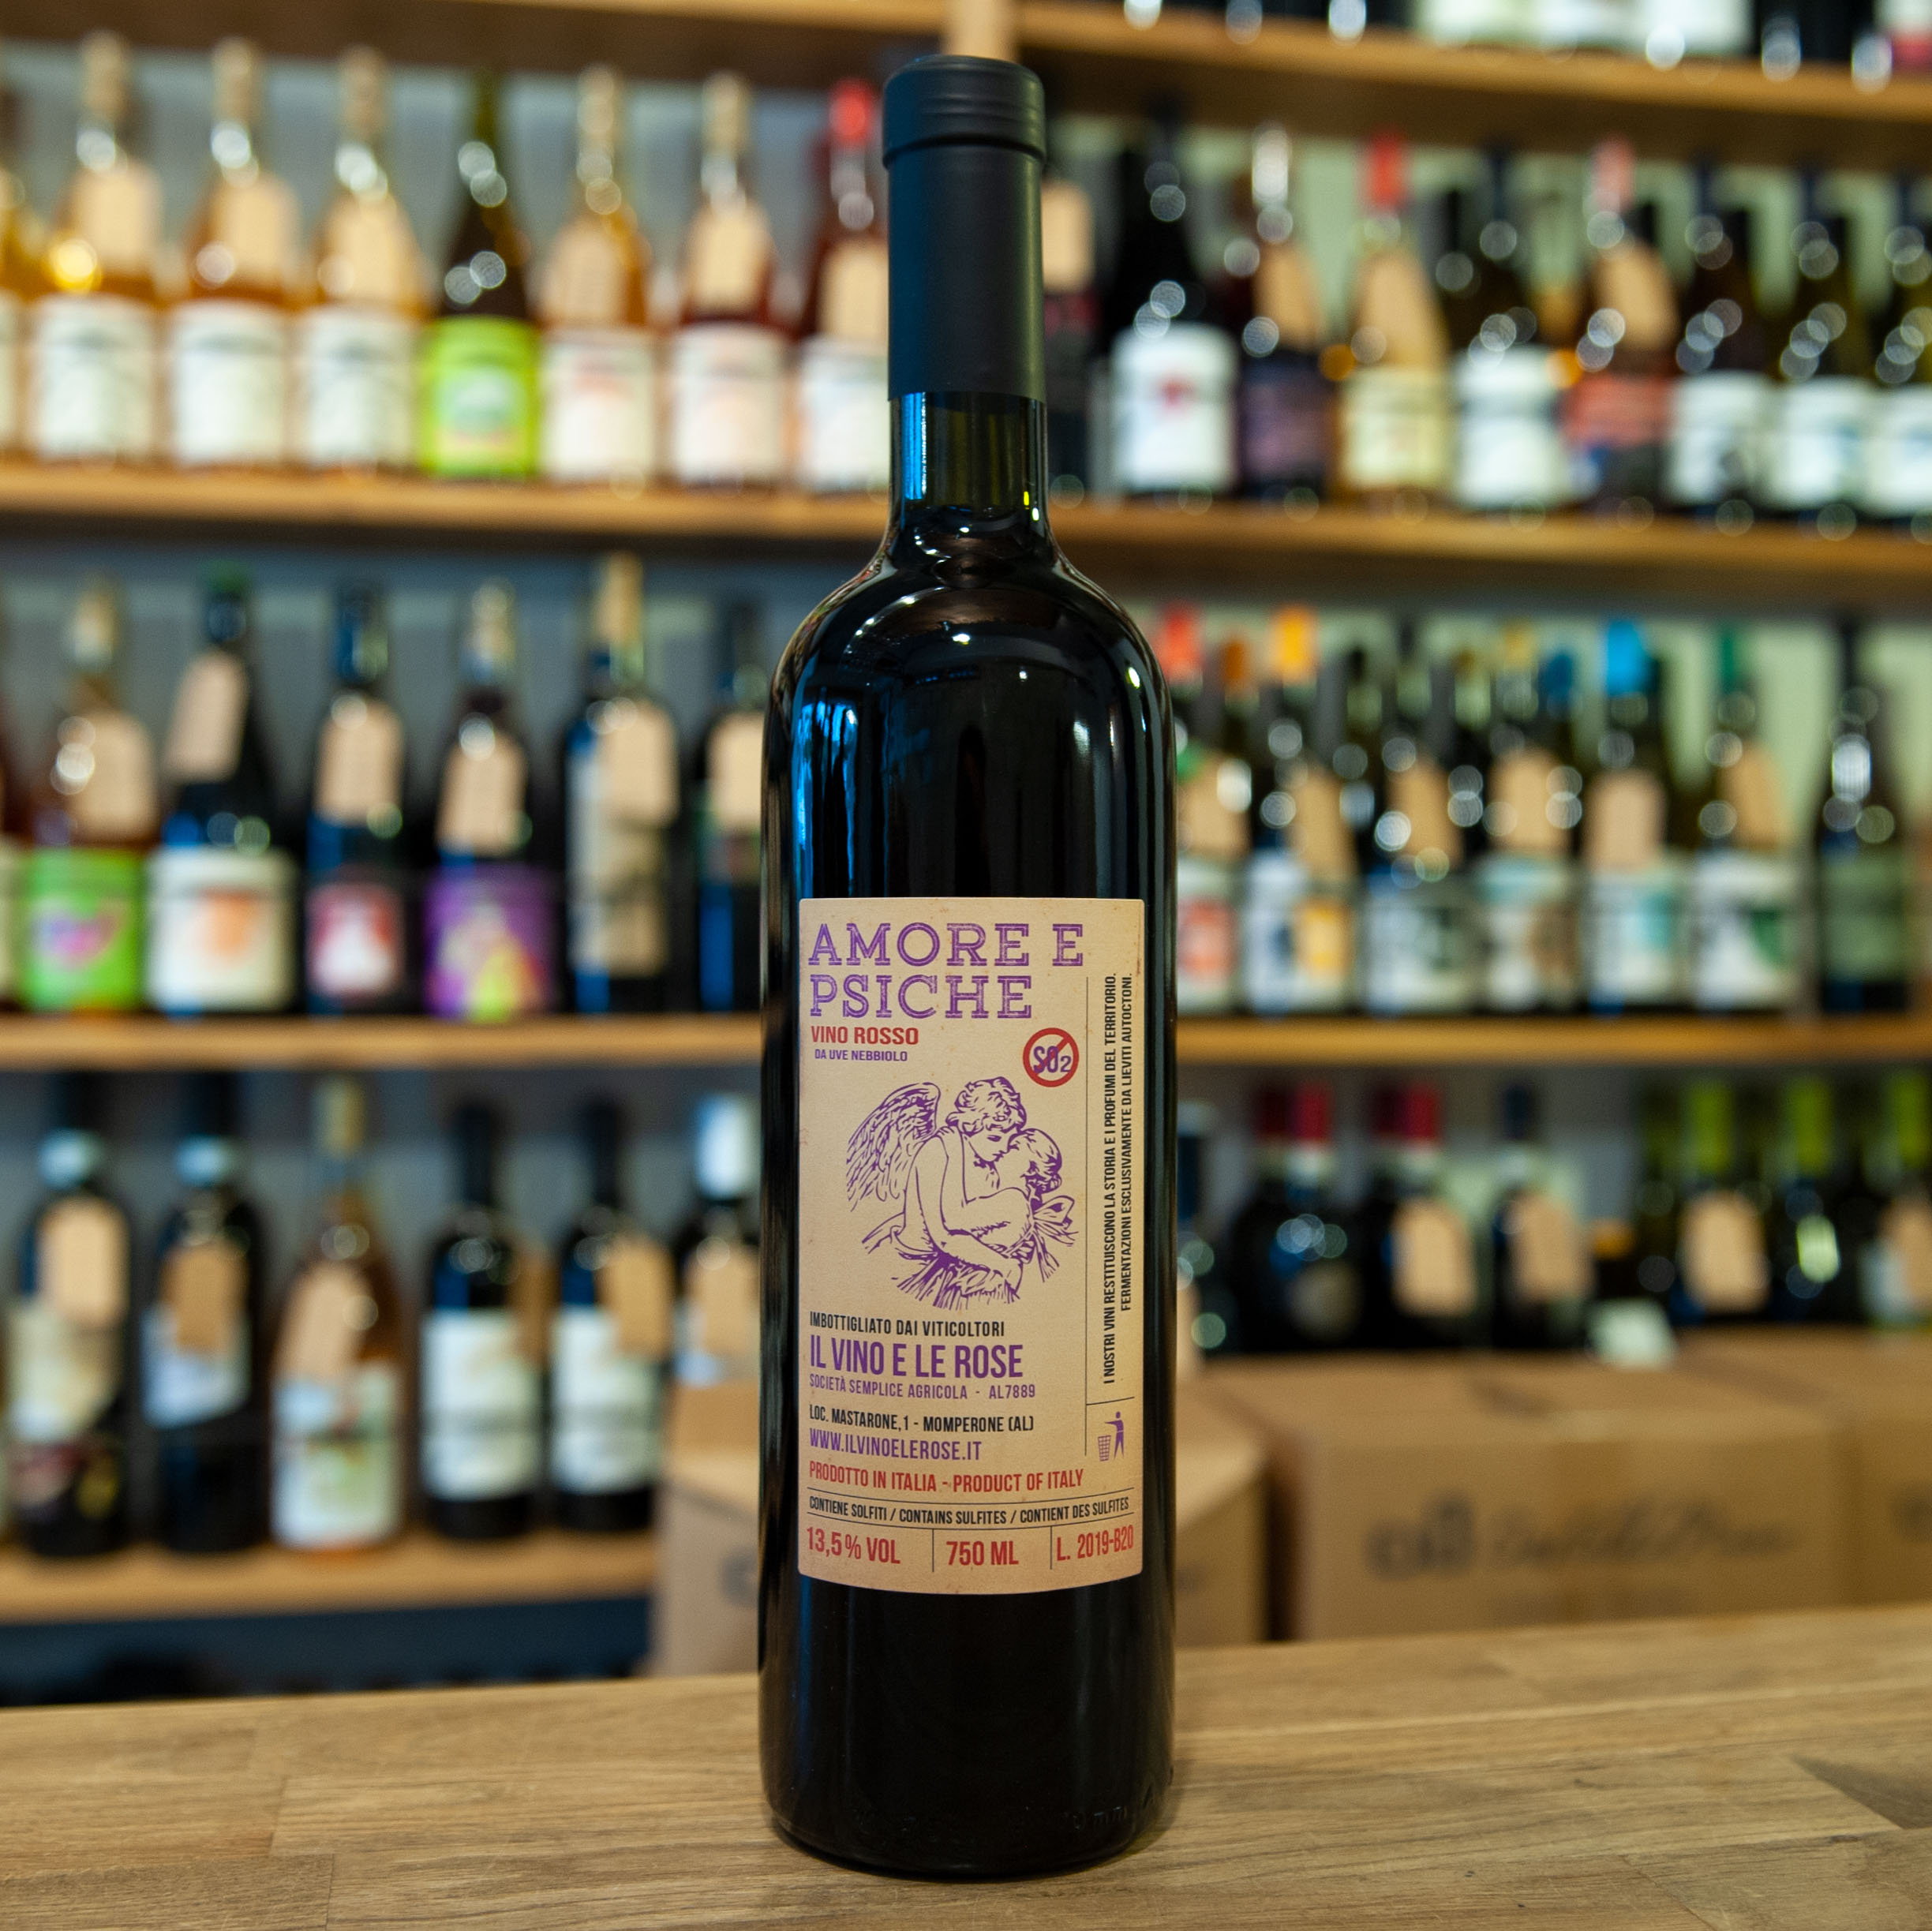 AMORE E
PSICHE
VINO ROSSO
DA UVE NEBBIOLO
SO2
I NOSTRI VINI RESTITUISCONO LA STORIA E I PROFUMI DEL TERRITORIO.
FERMENTAZIONI ESCLUSIVAMENTE DA LIEVITI AUTOCTONI.
IMBOTTIGLIATO DAI VITICOLTORI
IL VINO E LE ROSE
SOCIETÀ SEMPLICE AGRICOLA - AL7889
LOC. MASTARONE,1 - MOMPERONE (AL)
WWW.ILVINOELEROSE.IT
PRODOTTO IN ITALIA - PRODUCT OF ITALY
CONTIENE SOLFITI / CONTAINS SULFITES / CONTIENT DES SULFITES
13,5% VOL
750 ML
L. 2019-B20